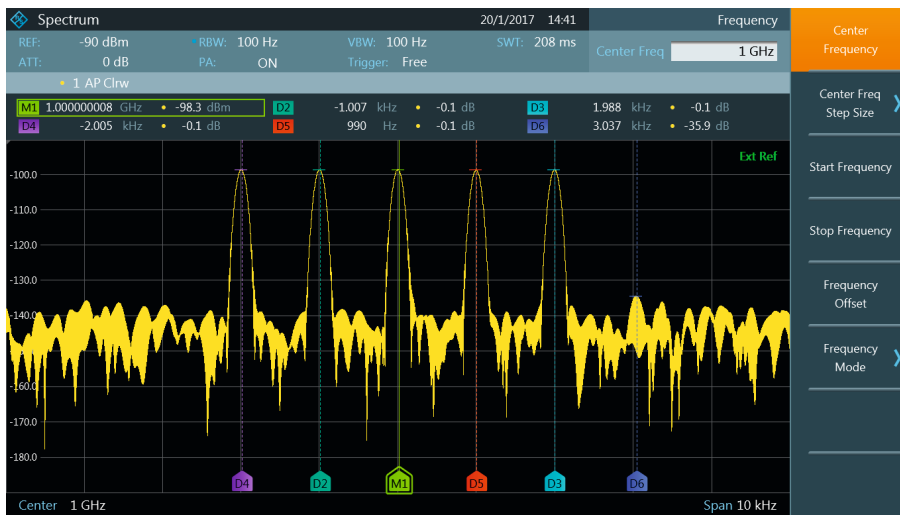 Spectrum 20/1/2017 14:41 Frequency
REF: -90 dBm RBW: 100 Hz VBW: 100 Hz SWT: 208 ms
ATT: 0 dB PA: ON Trigger: Free
Center Freq 1 GHz
1 AP Clrw
M1 1.000000008 GHz • -98.3 dBm D2 -1.007 kHz • -0.1 dB D3 1.988 kHz • -0.1 dB
D4 -2.005 kHz • -0.1 dB D5 990 Hz • -0.1 dB D6 3.037 kHz • -35.9 dB
Ext Ref
-100.0
-110.0
-120.0
-130.0
-140.0
-160.0
-170.0
-180.0
D4 D2 M1 D5 D3 D6
Center 1 GHz Span 10 kHz
Center
Frequency
Center Freq
Step Size
Start Frequency
Stop Frequency
Frequency
Offset
Frequency
Mode